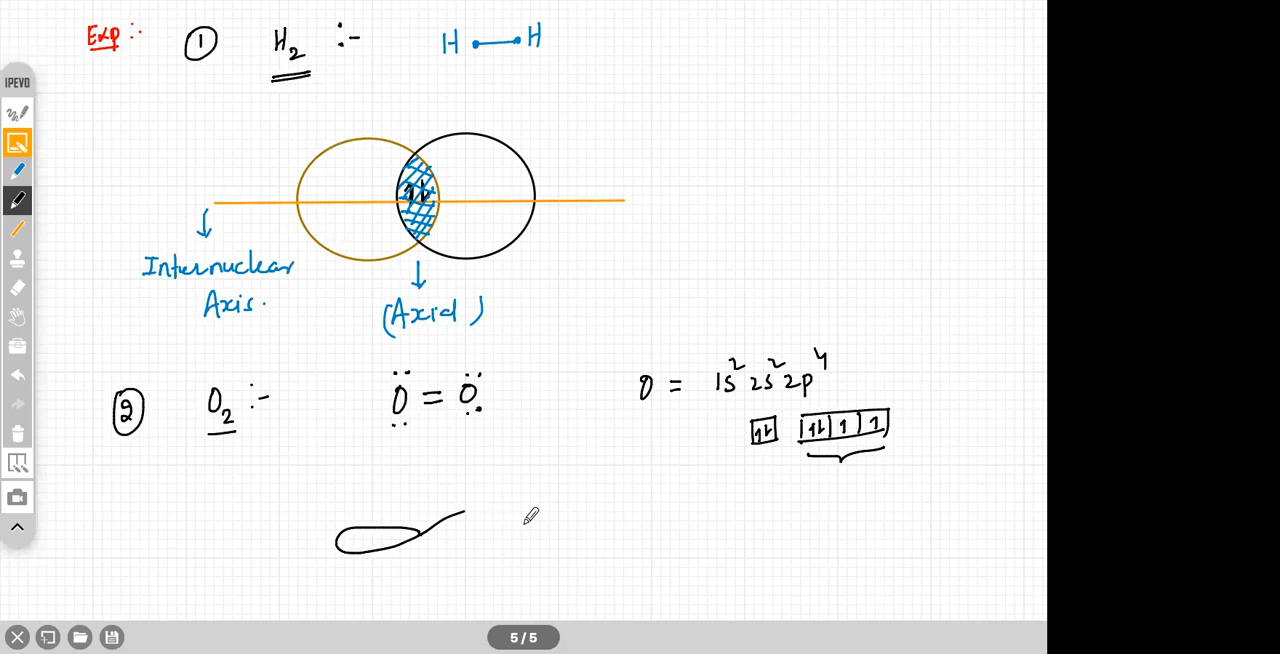 Exp :-
① H₂ :- H — H
IPEVO
↑↓
Internuclear
Axis.
(Axial)
② O₂ :- O = O
O = 1s² 2s² 2p⁴
↑↓ ↑↓ ↑ ↑
5 / 5